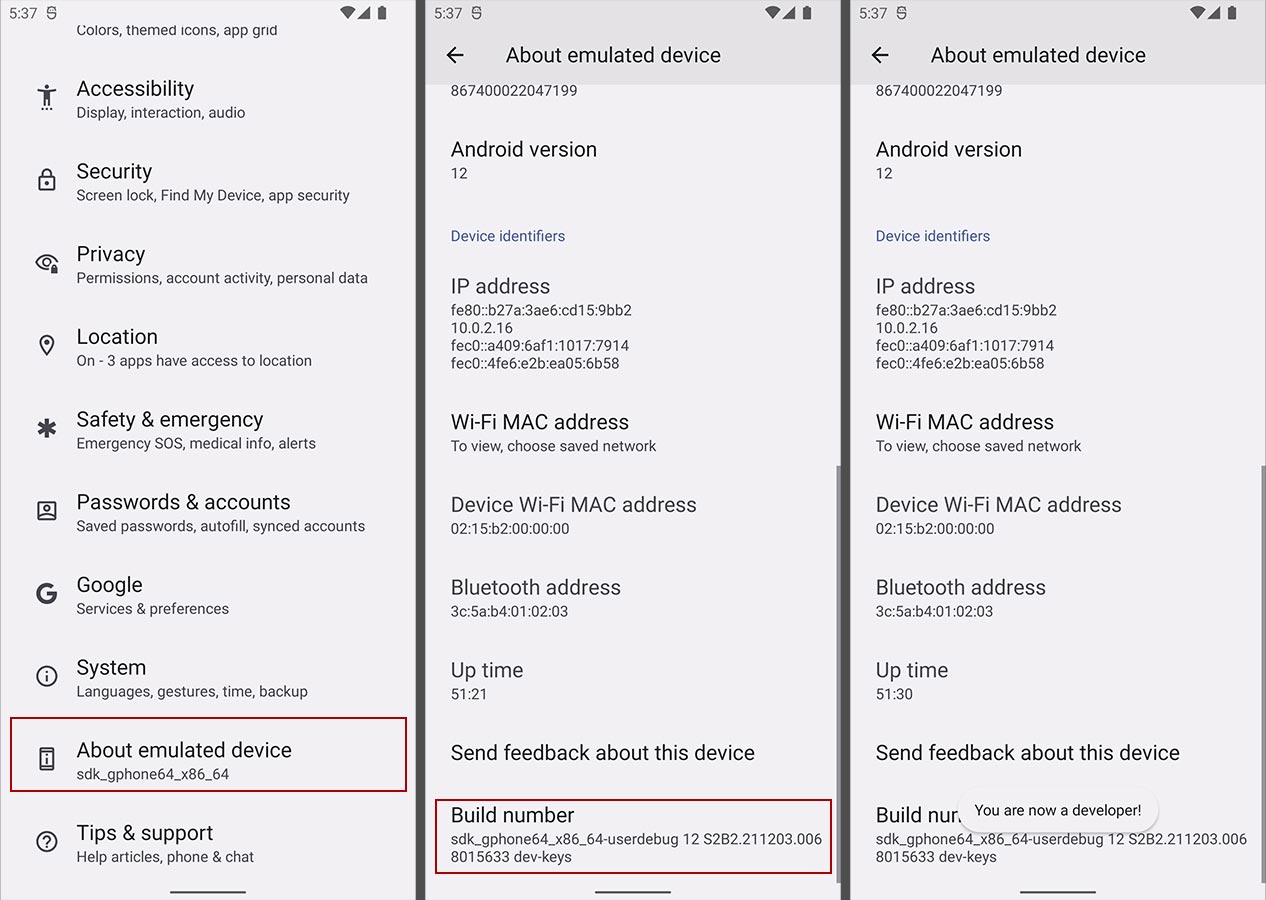 5:37
Colors, themed icons, app grid
Accessibility
Display, interaction, audio
Security
Screen lock, Find My Device, app security
Privacy
Permissions, account activity, personal data
Location
On - 3 apps have access to location
Safety & emergency
Emergency SOS, medical info, alerts
Passwords & accounts
Saved passwords, autofill, synced accounts
Google
Services & preferences
System
Languages, gestures, time, backup
About emulated device
sdk_gphone64_x86_64
Tips & support
Help articles, phone & chat
5:37
About emulated device
867400022047199
Android version
12
Device identifiers
IP address
fe80::b27a:3ae6:cd15:9bb2
10.0.2.16
fec0::a409:6af1:1017:7914
fec0::4fe6:e2b:ea05:6b58
Wi-Fi MAC address
To view, choose saved network
Device Wi-Fi MAC address
02:15:b2:00:00:00
Bluetooth address
3c:5a:b4:01:02:03
Up time
51:21
Send feedback about this device
Build number
sdk_gphone64_x86_64-userdebug 12 S2B2.211203.006
8015633 dev-keys
5:37
About emulated device
867400022047199
Android version
12
Device identifiers
IP address
fe80::b27a:3ae6:cd15:9bb2
10.0.2.16
fec0::a409:6af1:1017:7914
fec0::4fe6:e2b:ea05:6b58
Wi-Fi MAC address
To view, choose saved network
Device Wi-Fi MAC address
02:15:b2:00:00:00
Bluetooth address
3c:5a:b4:01:02:03
Up time
51:30
Send feedback about this device
Build
You are now a developer!
sdk_gphone64_x86_64-userdebug 12 S2B2.211203.006
8015633 dev-keys